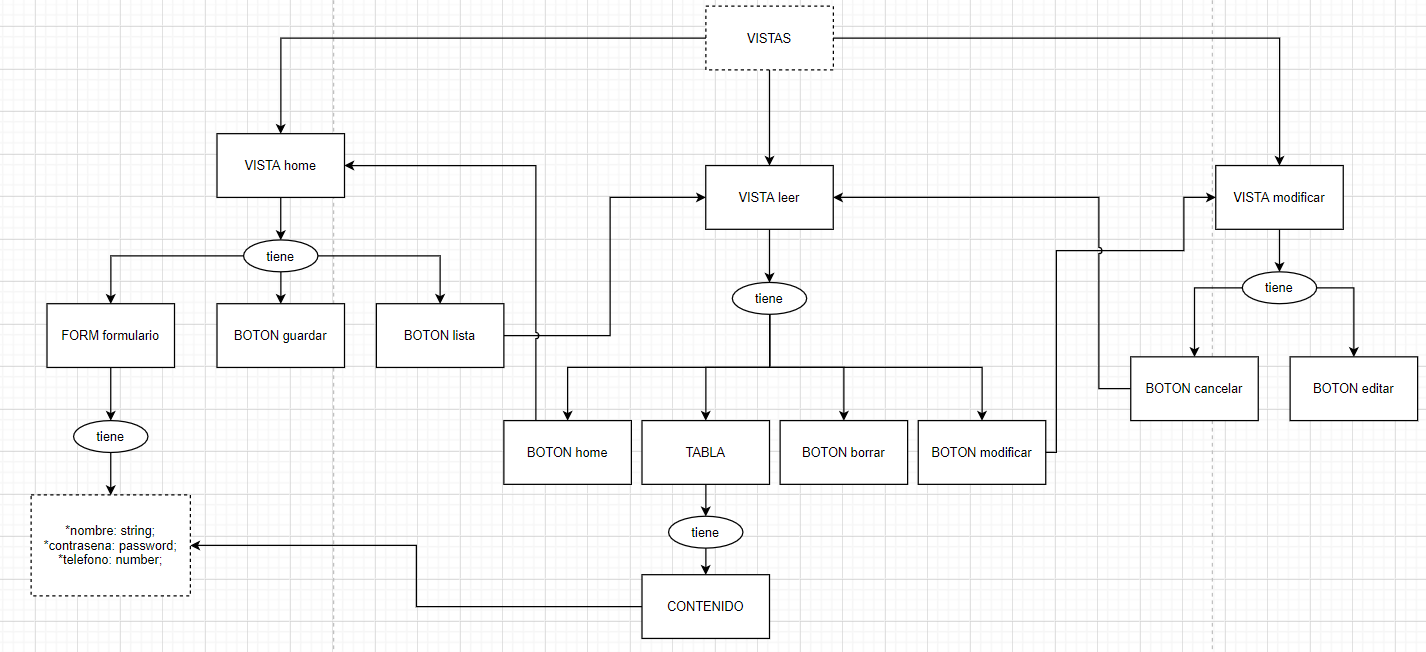 VISTAS
VISTA home
VISTA leer
VISTA modificar
tiene
tiene
tiene
FORM formulario
BOTON guardar
BOTON lista
BOTON cancelar
BOTON editar
tiene
BOTON home
TABLA
BOTON borrar
BOTON modificar
*nombre: string;
*contrasena: password;
*telefono: number;
tiene
CONTENIDO